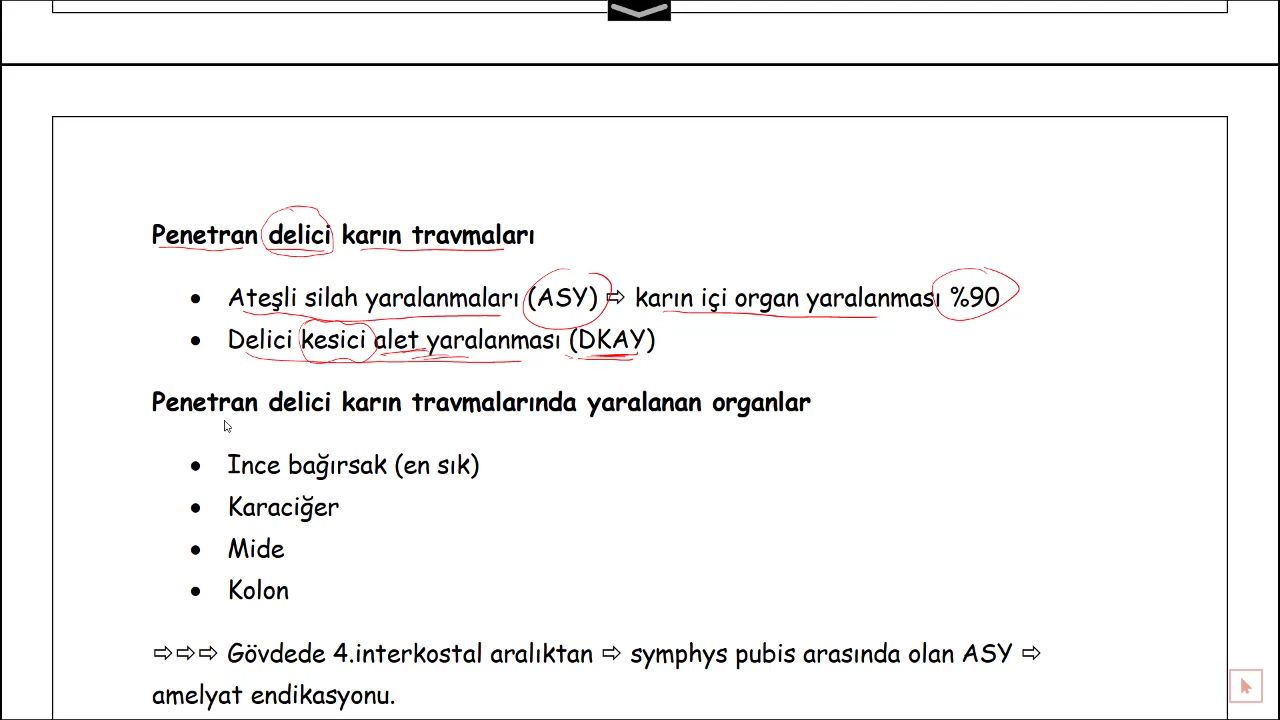 Penetran delici karın travmaları
• Ateşli silah yaralanmaları (ASY) ⇨ karın içi organ yaralanması %90
• Delici kesici alet yaralanması (DKAY)
Penetran delici karın travmalarında yaralanan organlar
• Ince bağırsak (en sık)
• Karaciğer
• Mide
• Kolon
⇨⇨⇨ Gövdede 4.interkostal aralıktan ⇨ symphys pubis arasında olan ASY ⇨
amelyat endikasyonu.